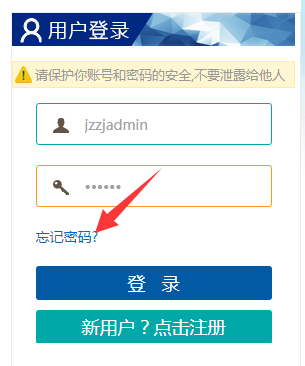 用户登录
请保护你账号和密码的安全,不要泄露给他人
jzzjadmin
••••••
忘记密码?
登 录
新用户？点击注册